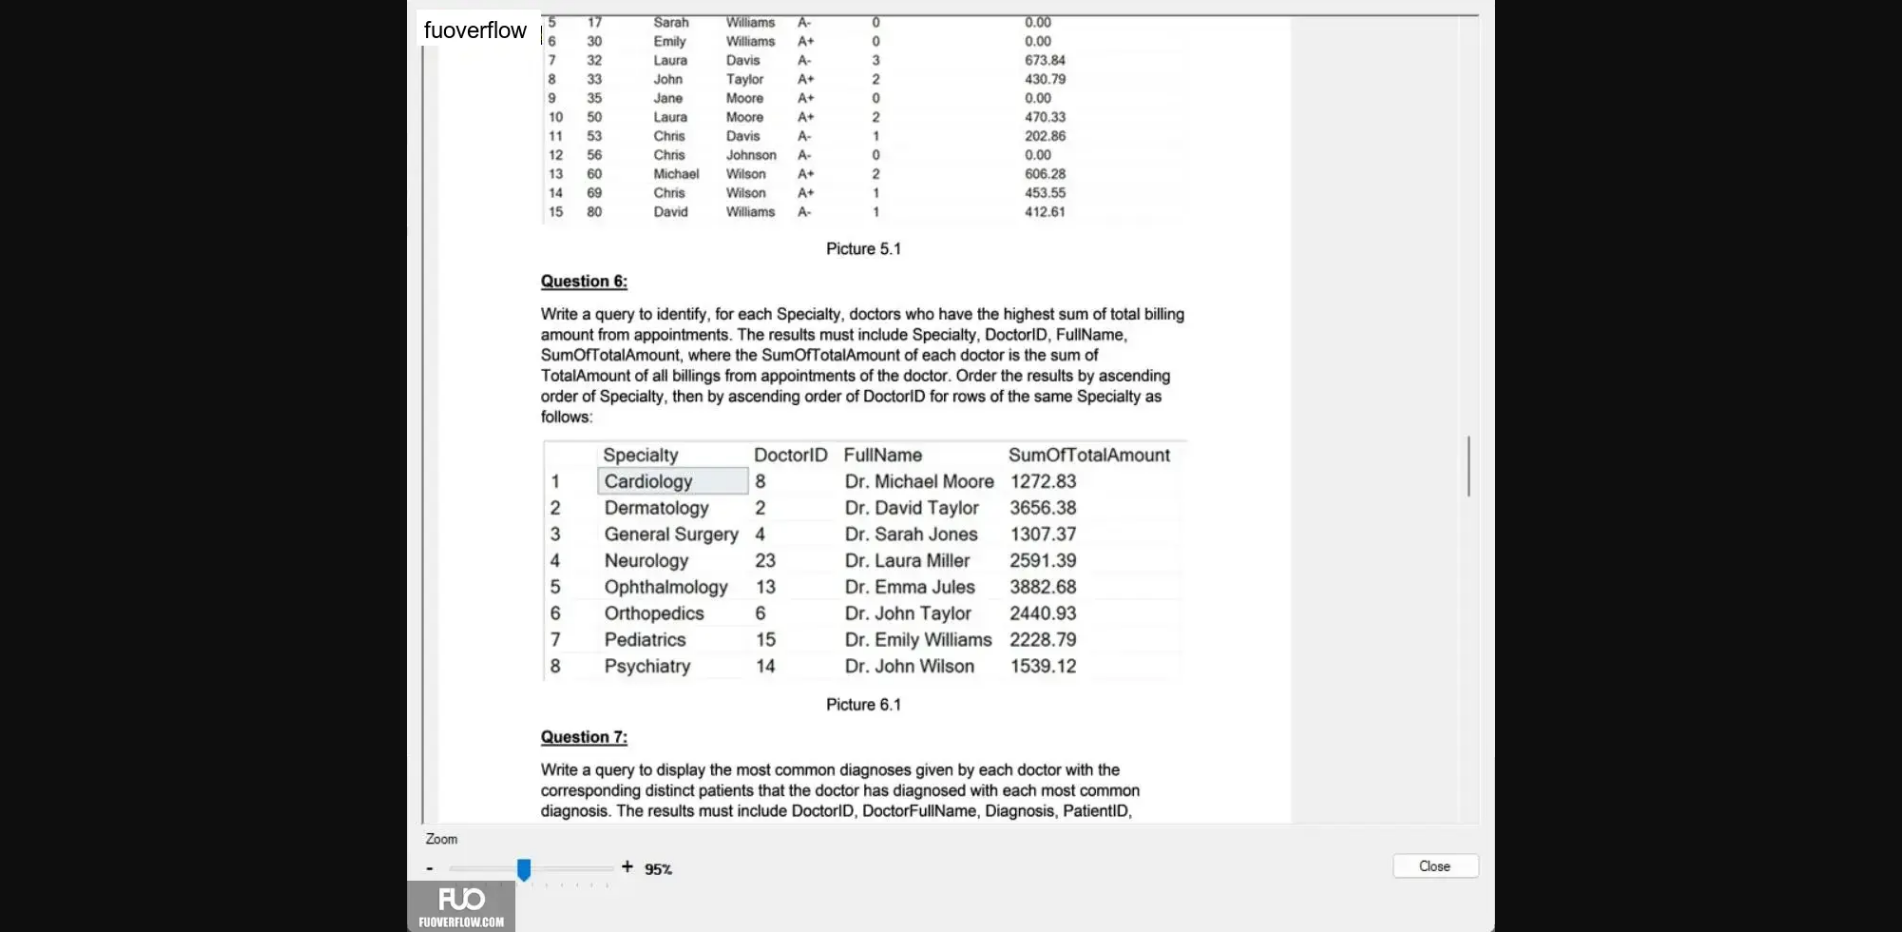 fuoverflow
5 17 Sarah Williams A- 0 0.00
6 30 Emily Williams A+ 0 0.00
7 32 Laura Davis A- 3 673.84
8 33 John Taylor A+ 2 430.79
9 35 Jane Moore A+ 0 0.00
10 50 Laura Moore A+ 2 470.33
11 53 Chris Davis A- 1 202.86
12 56 Chris Johnson A- 0 0.00
13 60 Michael Wilson A+ 2 606.28
14 69 Chris Wilson A+ 1 453.55
15 80 David Williams A- 1 412.61
Picture 5.1
Question 6:
Write a query to identify, for each Specialty, doctors who have the highest sum of total billing
amount from appointments. The results must include Specialty, DoctorID, FullName,
SumOfTotalAmount, where the SumOfTotalAmount of each doctor is the sum of
TotalAmount of all billings from appointments of the doctor. Order the results by ascending
order of Specialty, then by ascending order of DoctorID for rows of the same Specialty as
follows:
Specialty DoctorID FullName SumOfTotalAmount
1 Cardiology 8 Dr. Michael Moore 1272.83
2 Dermatology 2 Dr. David Taylor 3656.38
3 General Surgery 4 Dr. Sarah Jones 1307.37
4 Neurology 23 Dr. Laura Miller 2591.39
5 Ophthalmology 13 Dr. Emma Jules 3882.68
6 Orthopedics 6 Dr. John Taylor 2440.93
7 Pediatrics 15 Dr. Emily Williams 2228.79
8 Psychiatry 14 Dr. John Wilson 1539.12
Picture 6.1
Question 7:
Write a query to display the most common diagnoses given by each doctor with the
corresponding distinct patients that the doctor has diagnosed with each most common
diagnosis. The results must include DoctorID, DoctorFullName, Diagnosis, PatientID,
Zoom
- + 95%
Close
FUO
FUOVERFLOW.COM